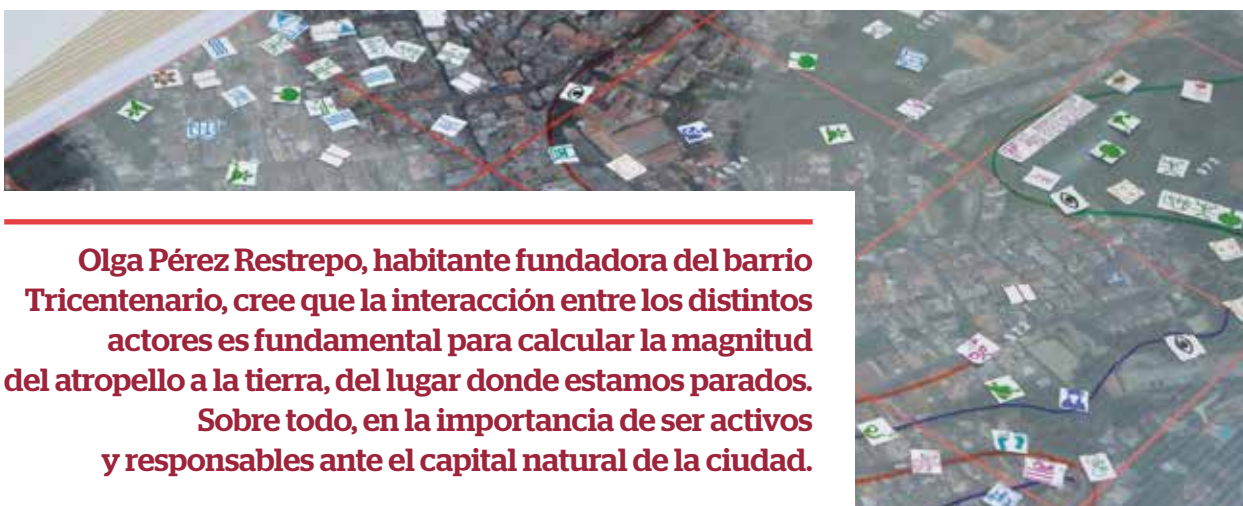 Olga Pérez Restrepo, habitante fundadora del barrio
Tricentenario, cree que la interacción entre los distintos
actores es fundamental para calcular la magnitud
del atropello a la tierra, del lugar donde estamos parados.
Sobre todo, en la importancia de ser activos
y responsables ante el capital natural de la ciudad.